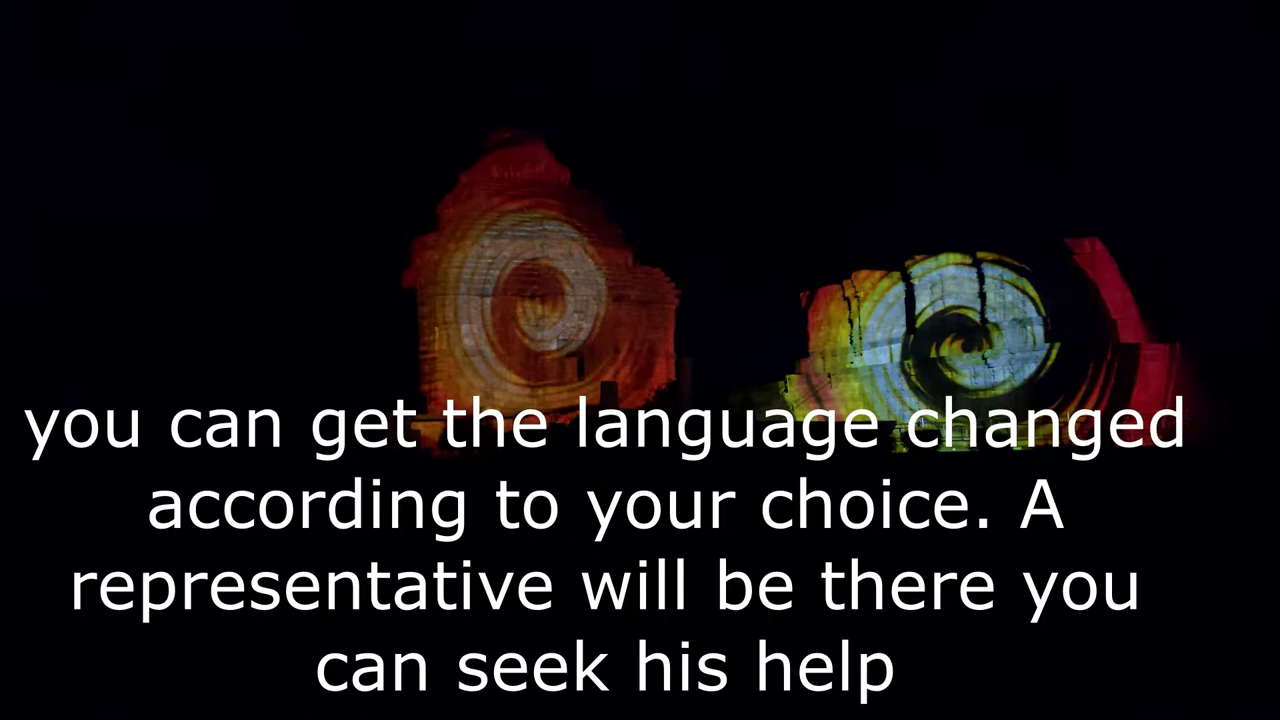 you can get the language changed
according to your choice. A
representative will be there you
can seek his help